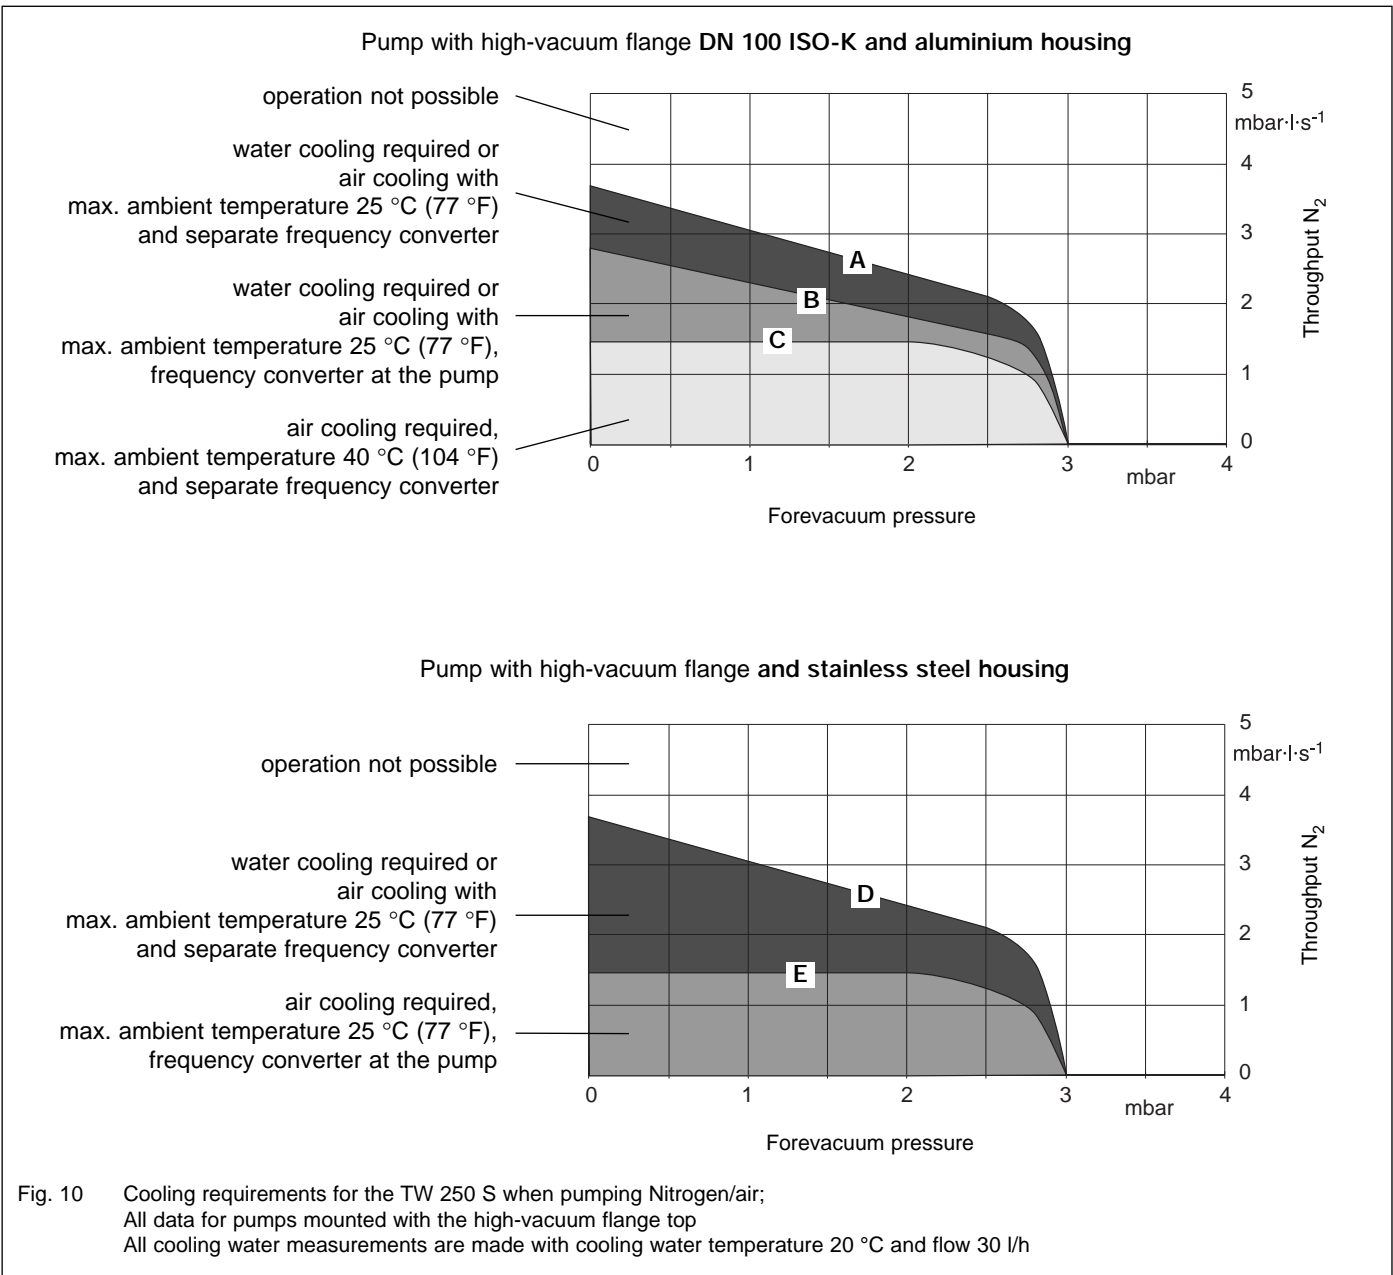 Pump with high-vacuum flange DN 100 ISO-K and aluminium housing
operation not possible
water cooling required or
air cooling with
max. ambient temperature 25 °C (77 °F)
and separate frequency converter
water cooling required or
air cooling with
max. ambient temperature 25 °C (77 °F),
frequency converter at the pump
air cooling required,
max. ambient temperature 40 °C (104 °F)
and separate frequency converter
A
B
C
5
mbar·l·s-1
4
3
2
1
0
Throughput N2
0 1 2 3 4
mbar
Forevacuum pressure
Pump with high-vacuum flange and stainless steel housing
operation not possible
water cooling required or
air cooling with
max. ambient temperature 25 °C (77 °F)
and separate frequency converter
air cooling required,
max. ambient temperature 25 °C (77 °F),
frequency converter at the pump
D
E
5
mbar·l·s-1
4
3
2
1
0
Throughput N2
0 1 2 3 4
mbar
Forevacuum pressure
Fig. 10 Cooling requirements for the TW 250 S when pumping Nitrogen/air;
All data for pumps mounted with the high-vacuum flange top
All cooling water measurements are made with cooling water temperature 20 °C and flow 30 l/h